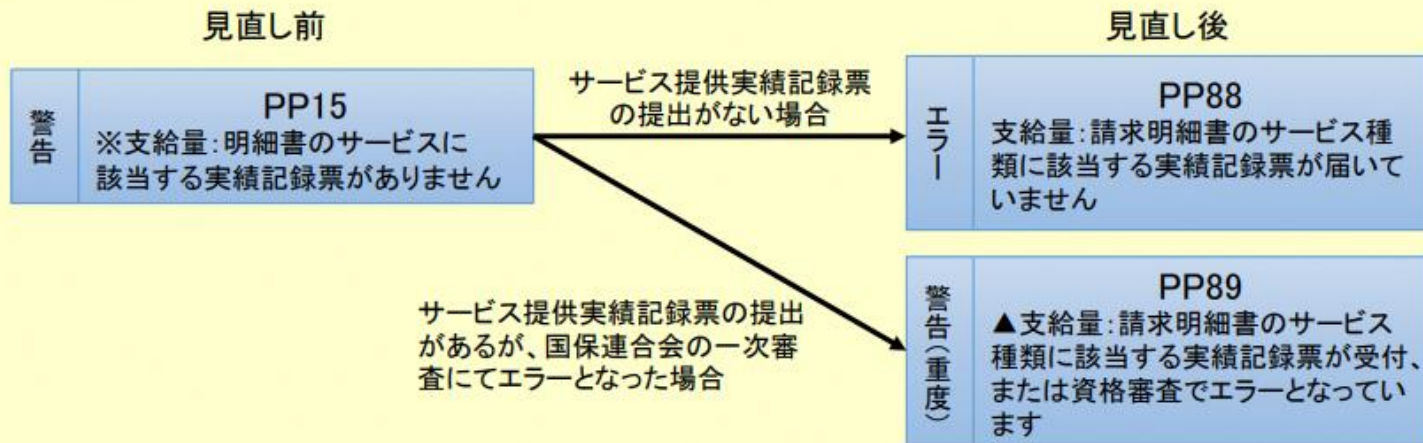 見直し前
見直し後
警告
PP15
※支給量:明細書のサービスに
該当する実績記録票がありません
サービス提供実績記録票
の提出がない場合
エラー
PP88
支給量:請求明細書のサービス種
類に該当する実績記録票が届いて
いません
サービス提供実績記録票の提出
があるが、国保連合会の一次審
査にてエラーとなった場合
警告(重度)
PP89
▲支給量:請求明細書のサービス
種類に該当する実績記録票が受付、
または資格審査でエラーとなってい
ます